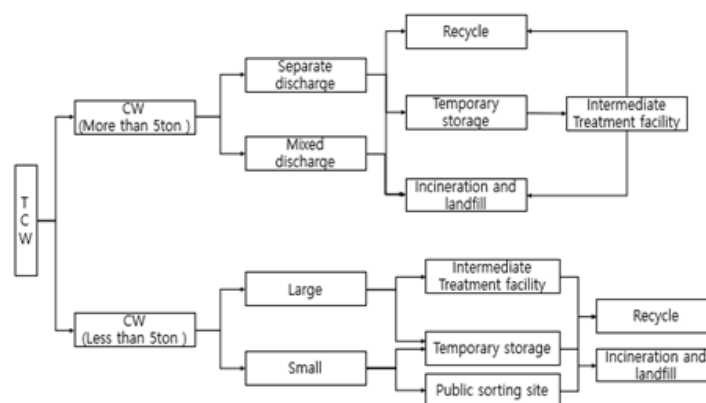 T
C
W
CW
(More than 5ton )
Separate
discharge
Mixed
discharge
Recycle
Temporary
storage
Incineration and
landfill
Intermediate
Treatment facility
CW
(Less than 5ton )
Large
Small
Intermediate
Treatment facility
Temporary storage
Public sorting site
Recycle
Incineration and
landfill